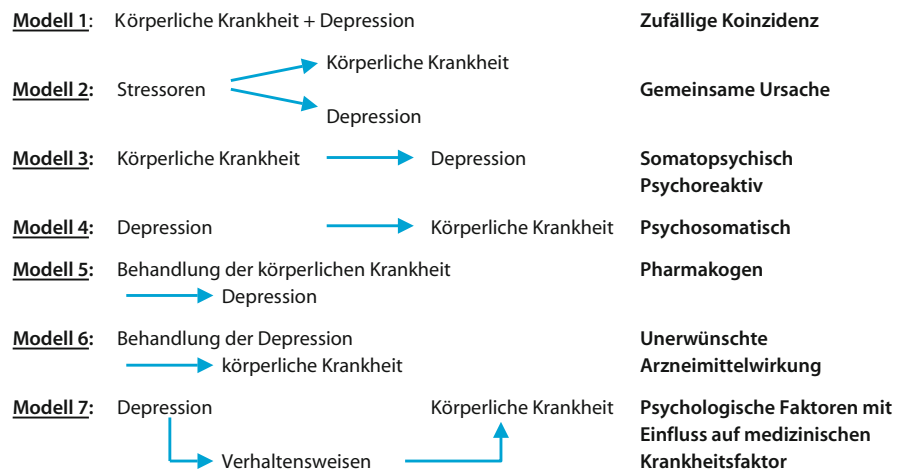 Modell 1: Körperliche Krankheit + Depression Zufällige Koinzidenz
Körperliche Krankheit
Modell 2: Stressoren Gemeinsame Ursache
Depression
Modell 3: Körperliche Krankheit Depression Somatopsychisch
Psychoreaktiv
Modell 4: Depression Körperliche Krankheit Psychosomatisch
Modell 5: Behandlung der körperlichen Krankheit Pharmakogen
Depression
Modell 6: Behandlung der Depression Unerwünschte
körperliche Krankheit Arzneimittelwirkung
Modell 7: Depression Körperliche Krankheit Psychologische Faktoren mit
Einfluss auf medizinischen
Verhaltensweisen Krankheitsfaktor